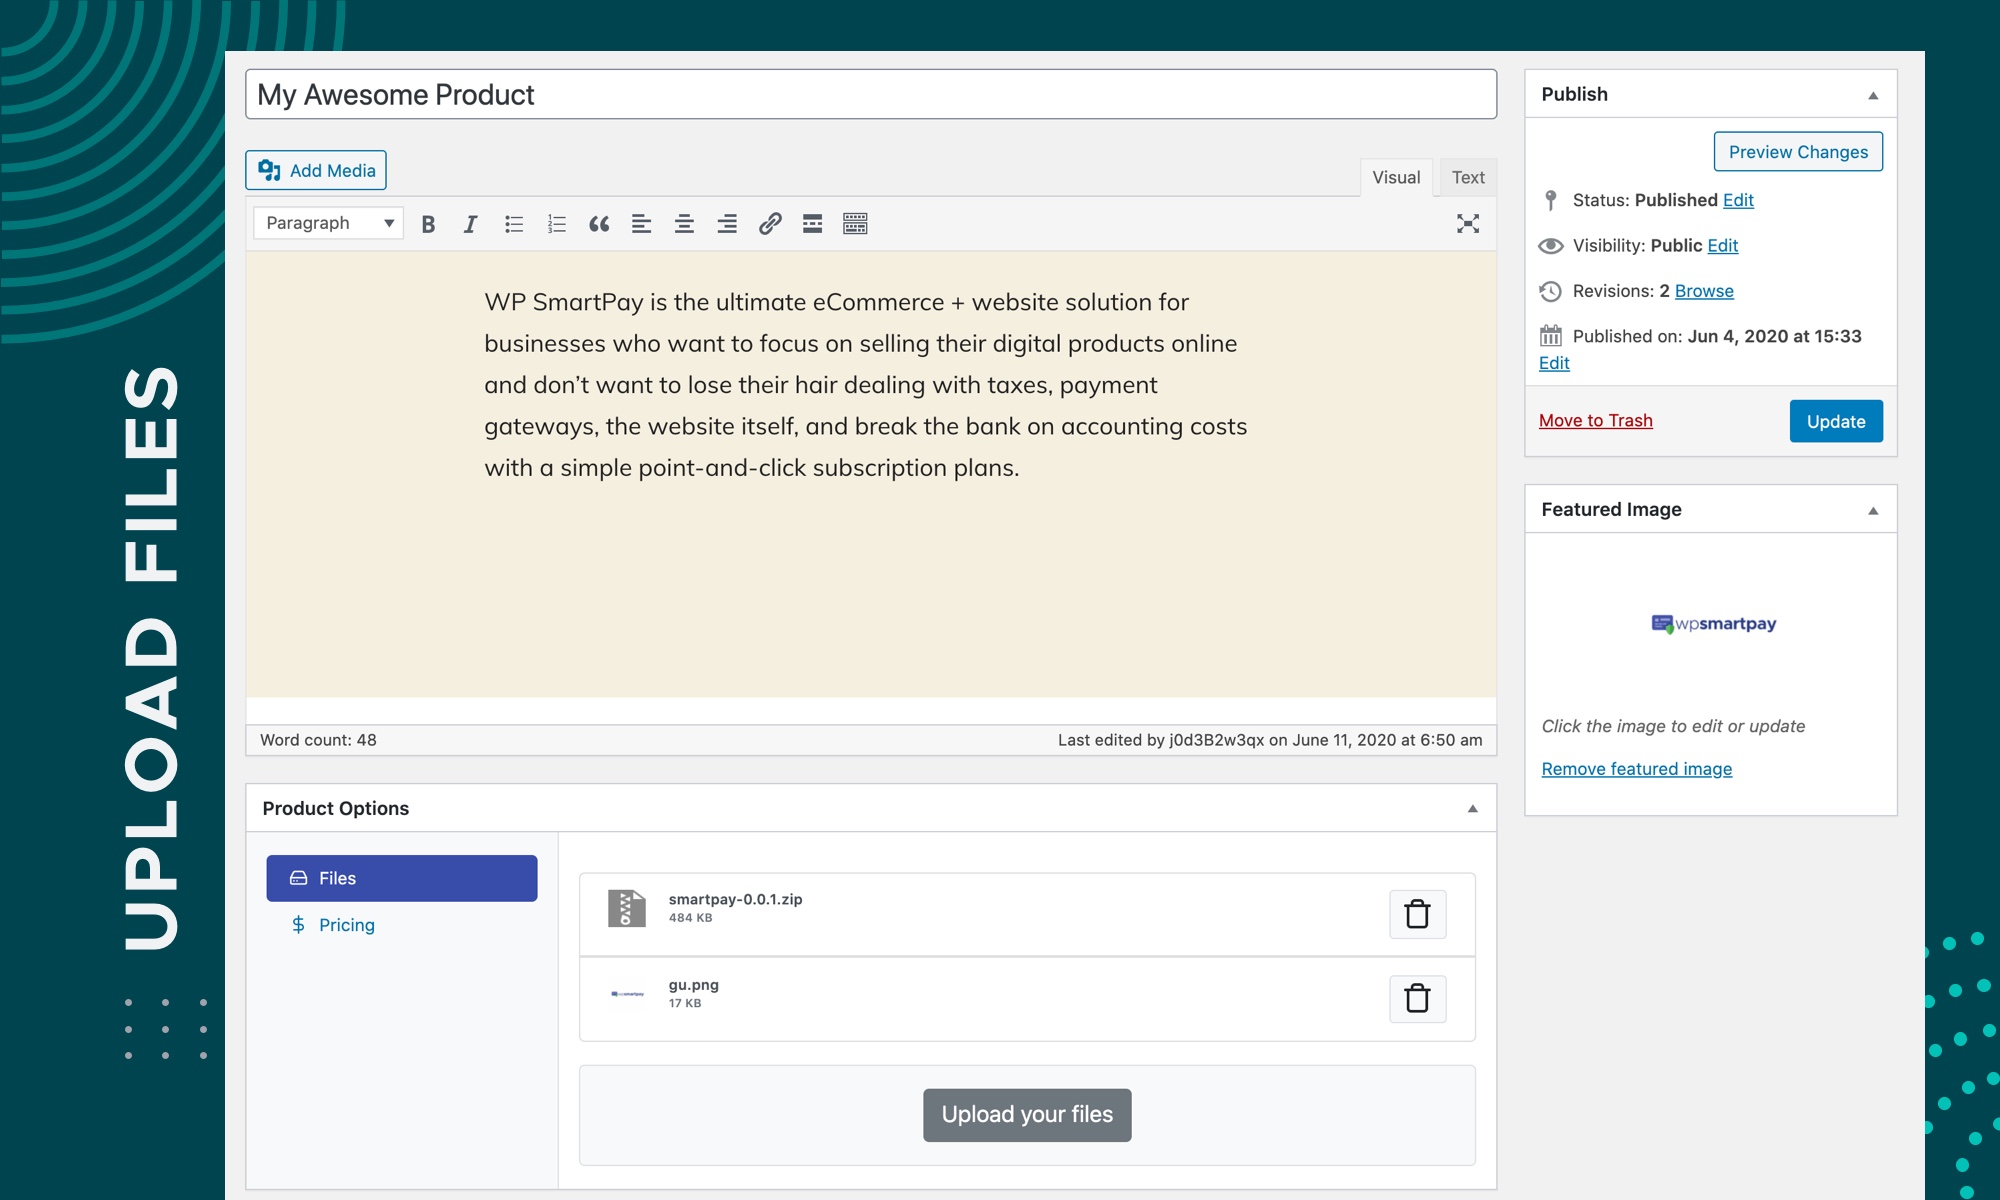 UPLOAD FILES
My Awesome Product
Add Media
Visual
Text
Paragraph
WP SmartPay is the ultimate eCommerce + website solution for
businesses who want to focus on selling their digital products online
and don’t want to lose their hair dealing with taxes, payment
gateways, the website itself, and break the bank on accounting costs
with a simple point-and-click subscription plans.
Word count: 48
Last edited by j0d3B2w3qx on June 11, 2020 at 6:50 am
Product Options
Files
Pricing
smartpay-0.0.1.zip
484 KB
gu.png
17 KB
Upload your files
Publish
Preview Changes
Status: Published Edit
Visibility: Public Edit
Revisions: 2 Browse
Published on: Jun 4, 2020 at 15:33
Edit
Move to Trash
Update
Featured Image
wpsmartpay
Click the image to edit or update
Remove featured image